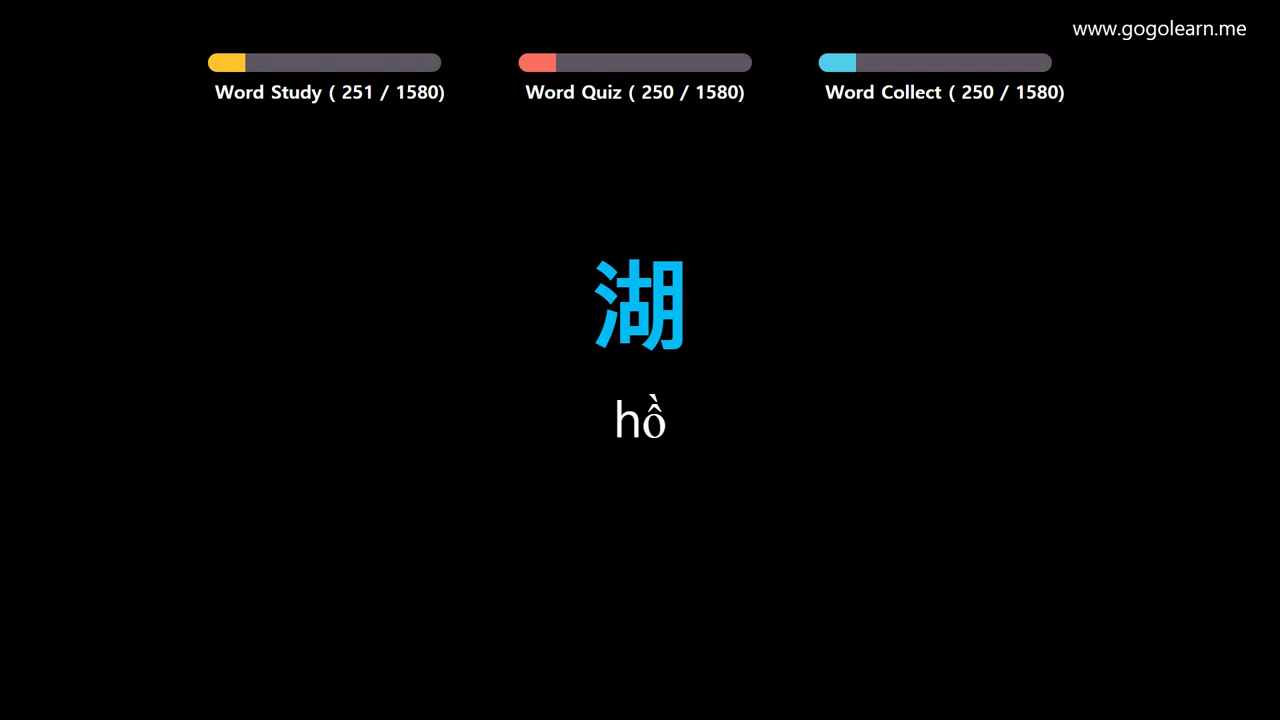 www.gogolearn.me
Word Study ( 251 / 1580)
Word Quiz ( 250 / 1580)
Word Collect ( 250 / 1580)
湖
hồ